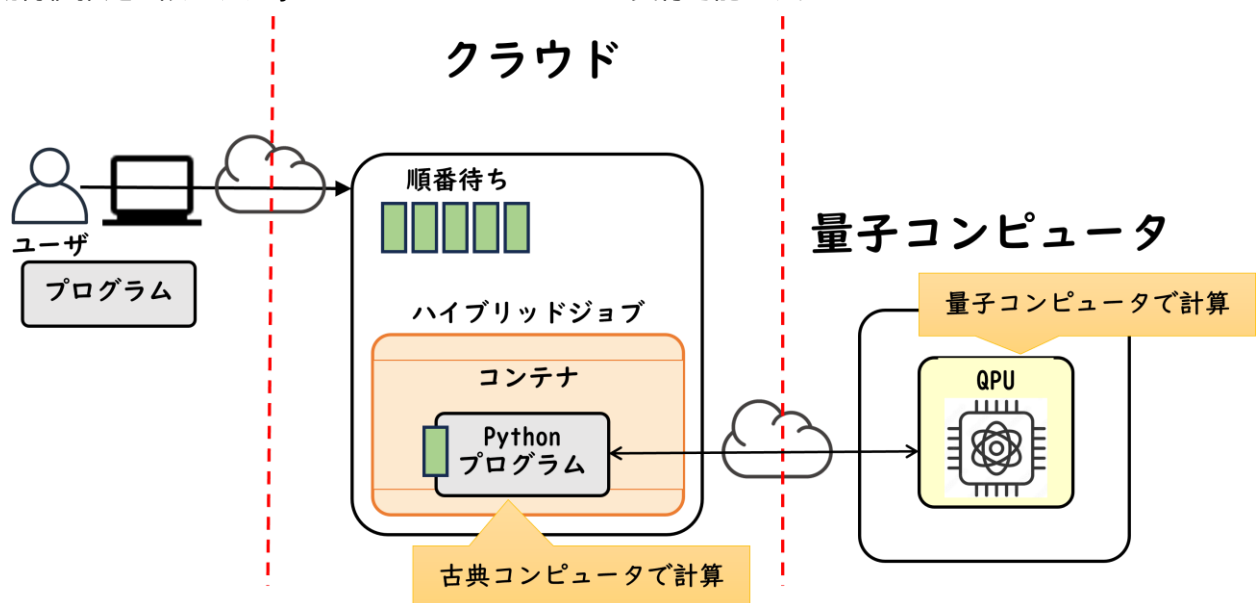 クラウド
順番待ち
ユーザ
プログラム
量子コンピュータ
ハイブリッドジョブ
量子コンピュータで計算
コンテナ
QPU
Python
プログラム
古典コンピュータで計算